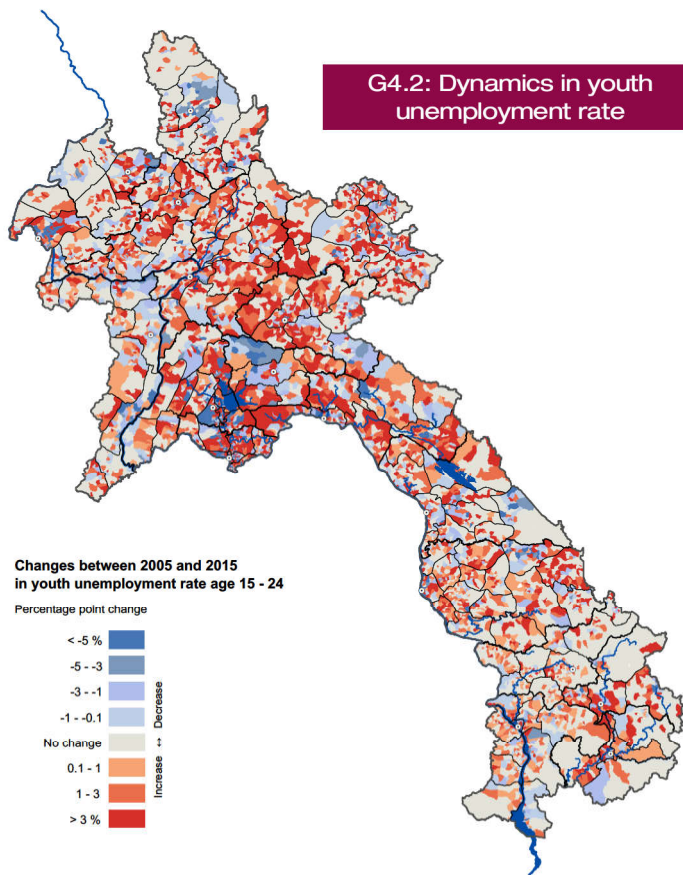 G4.2: Dynamics in youth
unemployment rate
Changes between 2005 and 2015
in youth unemployment rate age 15 - 24
Percentage point change
< -5 %
-5 - -3
-3 - -1
-1 - -0.1
No change
0.1 - 1
1 - 3
> 3 %
Decrease
↔
Increase